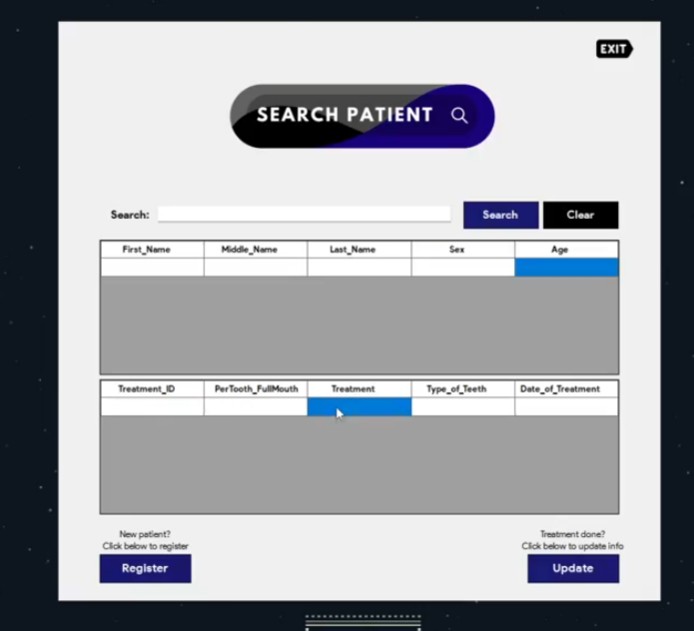 EXIT
SEARCH PATIENT
Search:
Search
Clear
First_Name Middle_Name Last_Name Sex Age
Treatment_ID PerTooth_FullMouth Treatment Type_of_Teeth Date_of_Treatment
New patient?
Click below to register
Register
Treatment done?
Click below to update info
Update